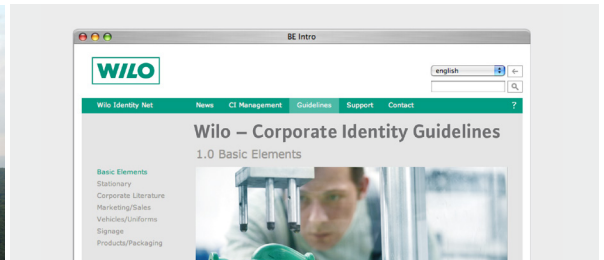 BE Intro
WILO
english
Wilo Identity Net News CI Management Guidelines Support Contact ?
Wilo – Corporate Identity Guidelines
1.0 Basic Elements
Basic Elements
Stationary
Corporate Literature
Marketing/Sales
Vehicles/Uniforms
Signage
Products/Packaging